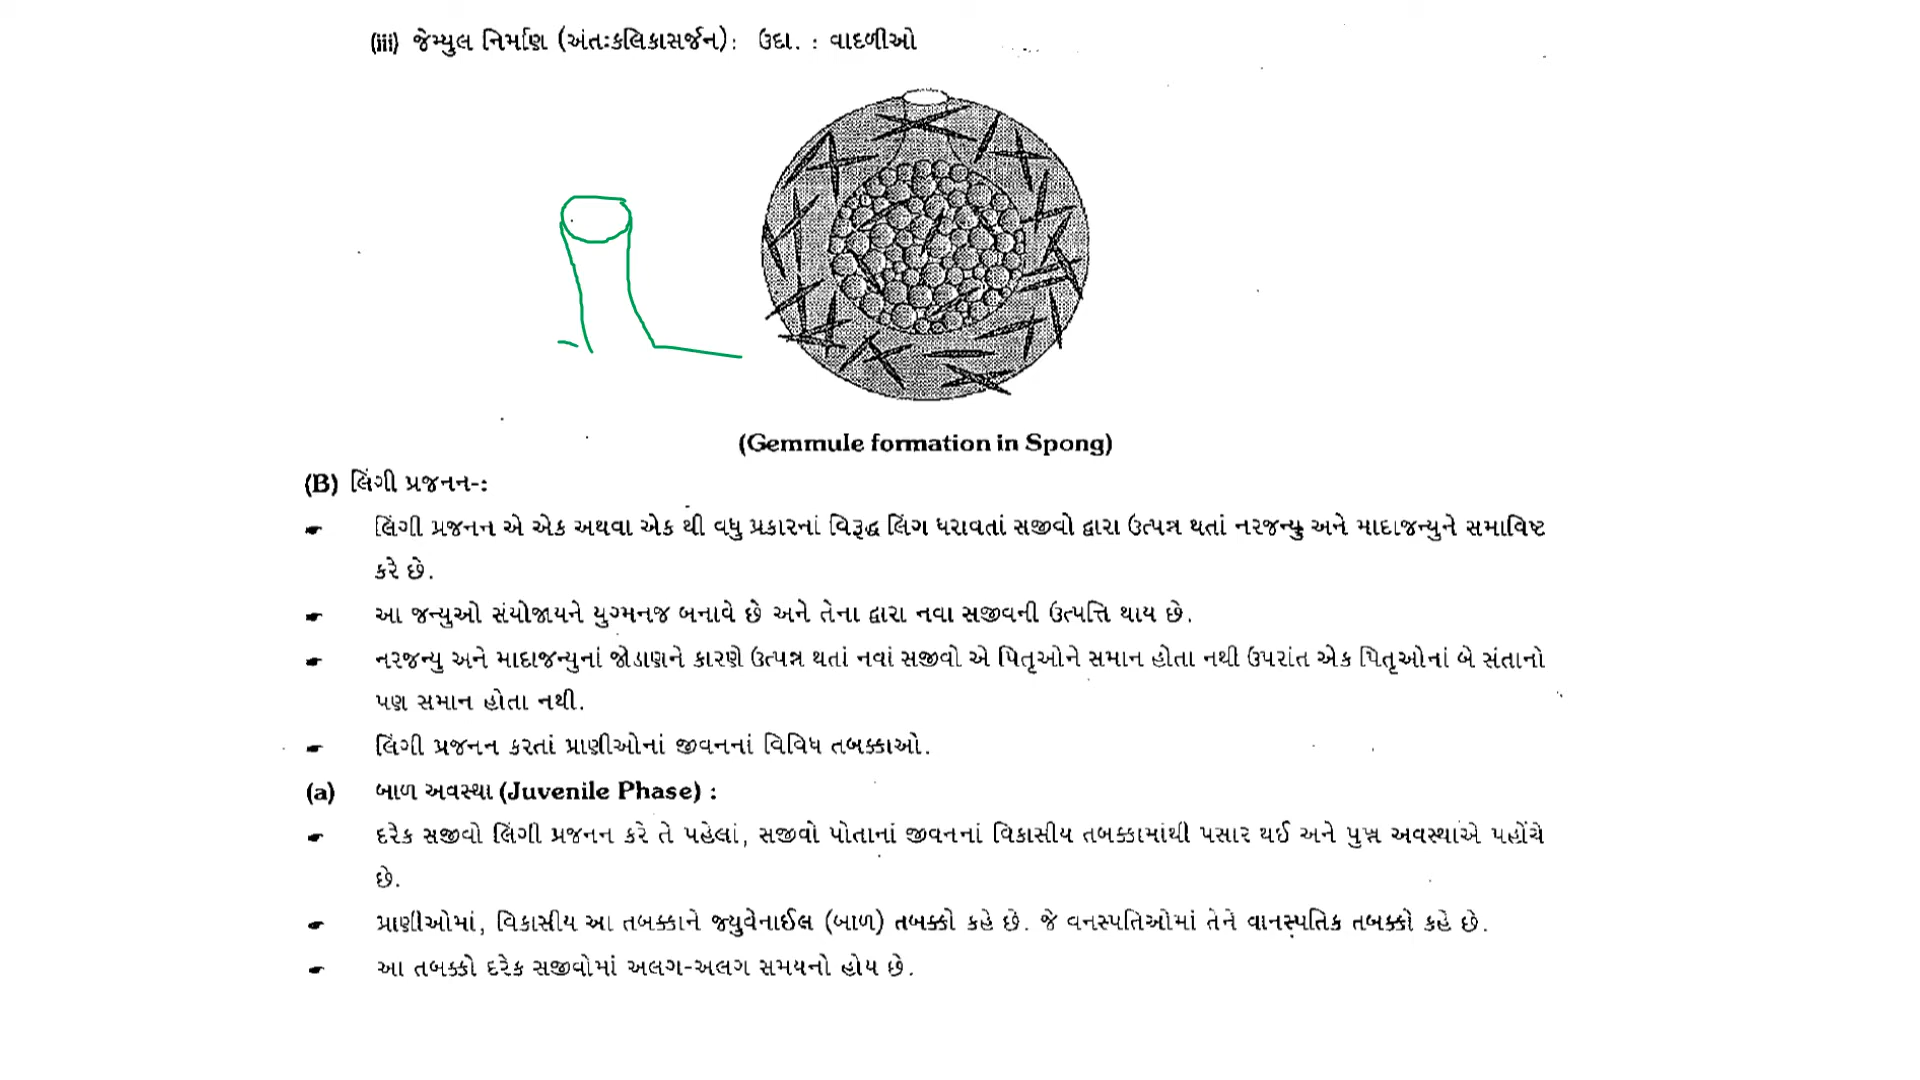 (iii) જેમ્યુલ નિર્માણ (અંતઃકલિકાસર્જન): ઉદા. : વાદળીઓ
(Gemmule formation in Spong)
(B) લિંગી પ્રજનન-:
☛ લિંગી પ્રજનન એ એક અથવા એક થી વધુ પ્રકારનાં વિરૂદ્ધ લિંગ ધરાવતાં સજીવો દ્વારા ઉત્પન્ન થતાં નરજન્યુ અને માદાજન્યુને સમાવિષ્ટ
કરે છે.
☛ આ જન્યુઓ સંયોજાયને યુગ્મનજ બનાવે છે અને તેના દ્વારા નવા સજીવની ઉત્પત્તિ થાય છે.
☛ નરજન્યુ અને માદાજન્યુનાં જોડાણને કારણે ઉત્પન્ન થતાં નવાં સજીવો એ પિતૃઓને સમાન હોતા નથી ઉપરાંત એક પિતૃઓનાં બે સંતાનો
પણ સમાન હોતા નથી.
☛ લિંગી પ્રજનન કરતાં પ્રાણીઓનાં જીવનનાં વિવિધ તબક્કાઓ.
(a) બાળ અવસ્થા (Juvenile Phase) :
☛ દરેક સજીવો લિંગી પ્રજનન કરે તે પહેલાં, સજીવો પોતાનાં જીવનનાં વિકાસીય તબક્કામાંથી પસાર થઈ અને પુખ્ન અવસ્થાએ પહોંચે
છે.
☛ પ્રાણીઓમાં, વિકાસીય આ તબક્કાને જ્યુવેનાઈલ (બાળ) તબક્કો કહે છે. જે વનસ્પતિઓમાં તેને વાનસ્પતિક તબક્કો કહે છે.
☛ આ તબક્કો દરેક સજીવોમાં અલગ-અલગ સમયનો હોય છે.